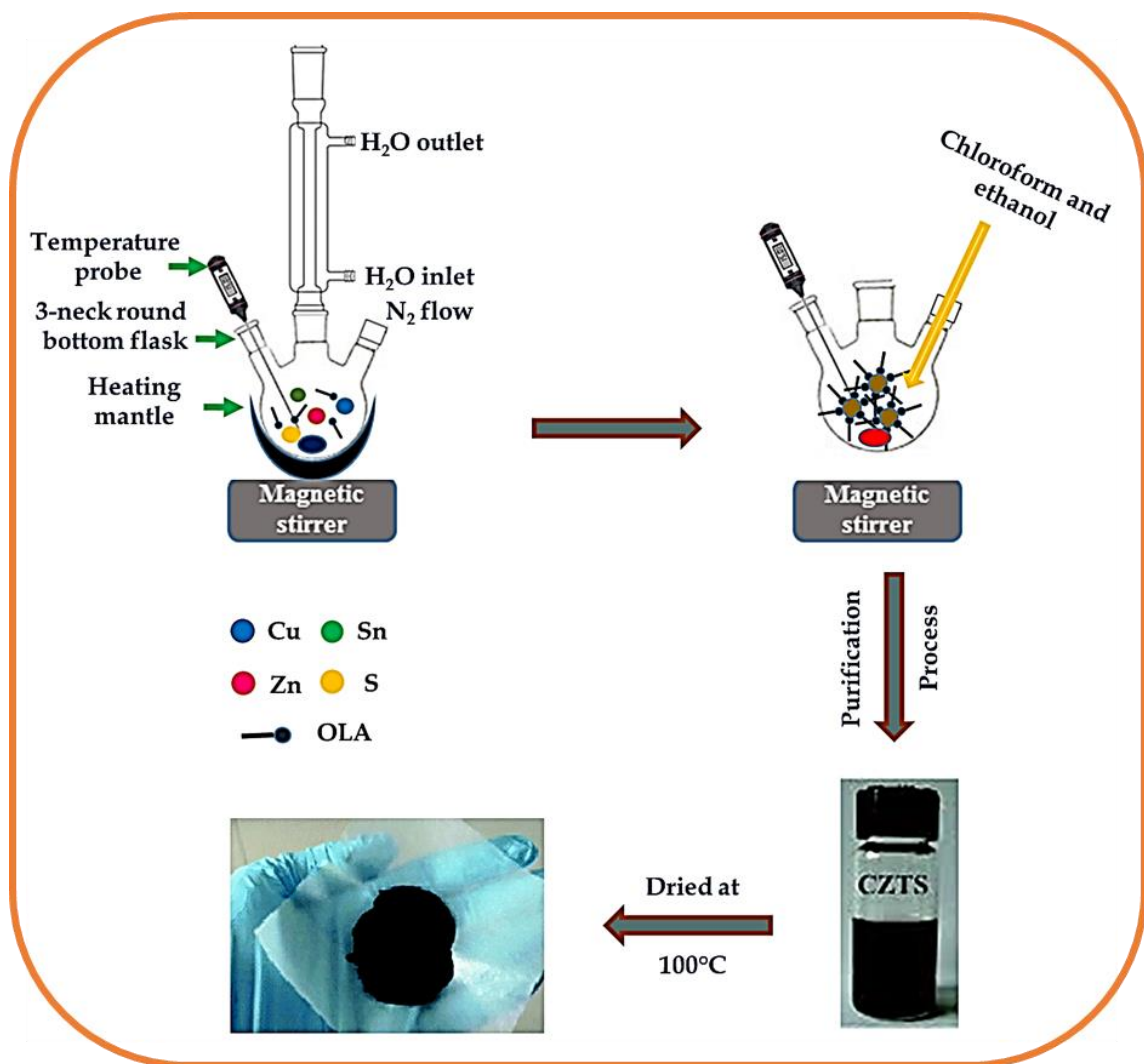 H₂O outlet
Chloroform and
ethanol
Temperature
probe
H₂O inlet
N₂ flow
3-neck round
bottom flask
Heating
mantle
Magnetic
stirrer
Magnetic
stirrer
Cu
Sn
Zn
S
OLA
Purification
Process
CZTS
Dried at
100°C